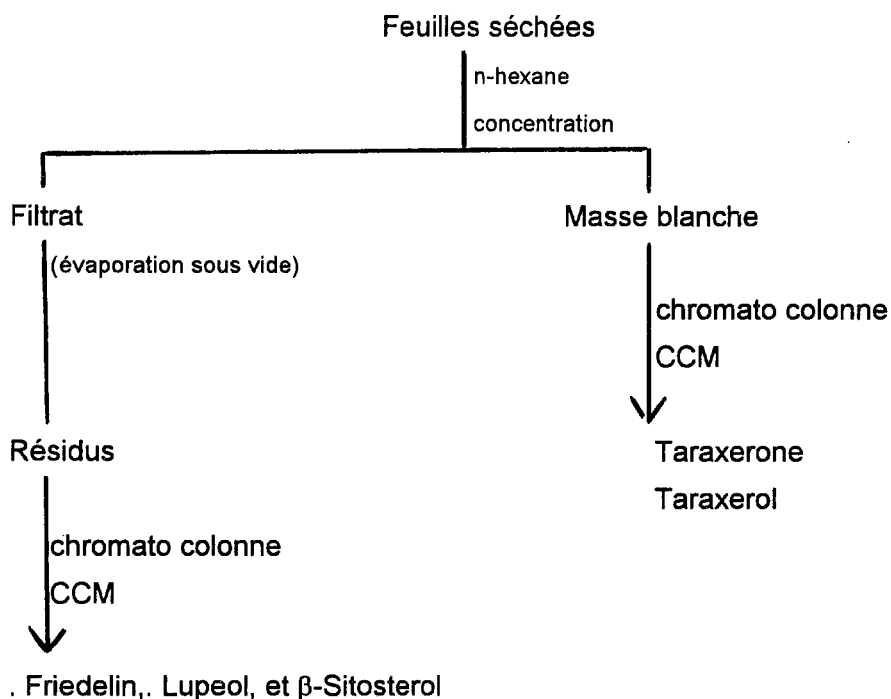 Feuilles séchées
n-hexane
concentration
Filtrat
(évaporation sous vide)
Masse blanche
chromato colonne
CCM
Résidus
Taraxerone
Taraxerol
chromato colonne
CCM
. Friedelin,. Lupeol, et β-Sitosterol